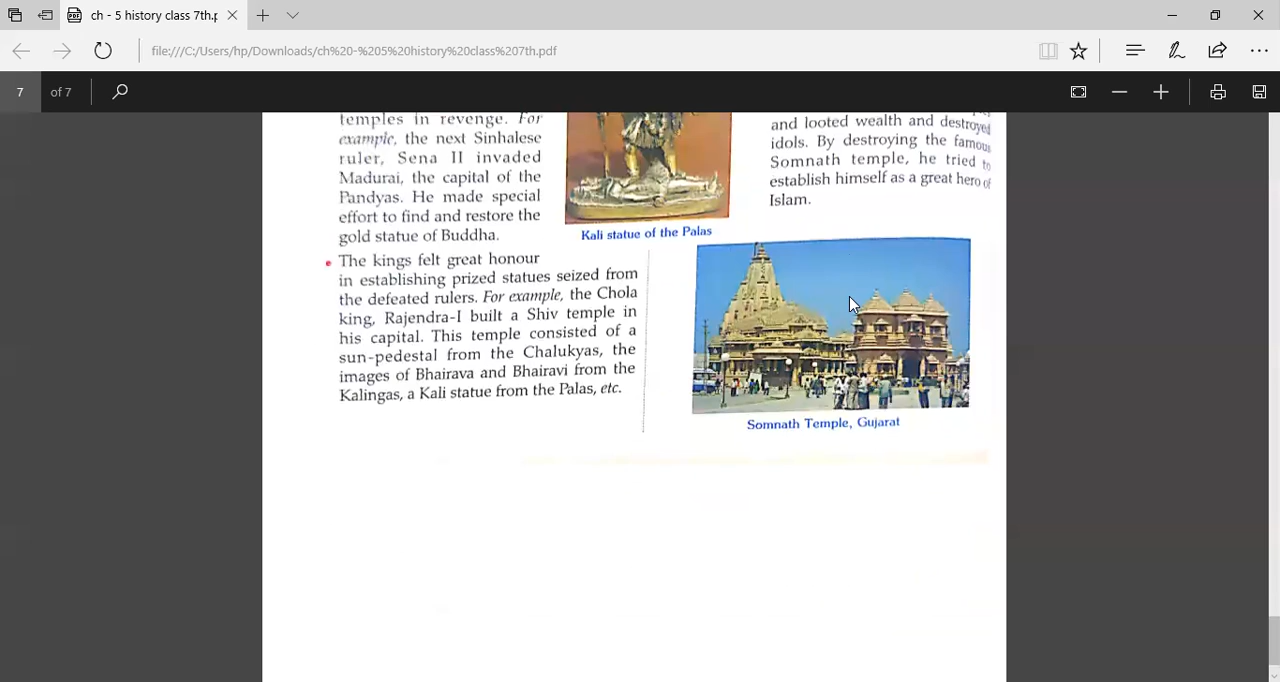 ch - 5 history class 7th.p
file:///C:/Users/hp/Downloads/ch%20-%205%20history%20class%207th.pdf
7 of 7
temples in revenge. For
example, the next Sinhalese
ruler, Sena II invaded
Madurai, the capital of the
Pandyas. He made special
effort to find and restore the
gold statue of Buddha.
• The kings felt great honour
in establishing prized statues seized from
the defeated rulers. For example, the Chola
king, Rajendra-I built a Shiv temple in
his capital. This temple consisted of a
sun-pedestal from the Chalukyas, the
images of Bhairava and Bhairavi from the
Kalingas, a Kali statue from the Palas, etc.
Kali statue of the Palas
and looted wealth and destroyed
idols. By destroying the famous
Somnath temple, he tried to
establish himself as a great hero of
Islam.
Somnath Temple, Gujarat